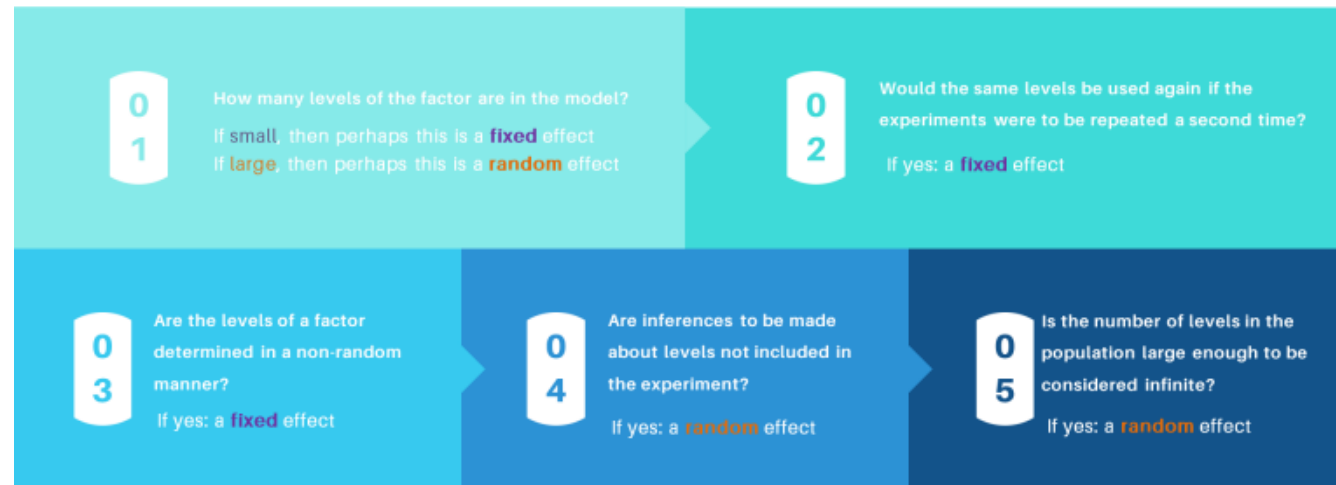 0
1
How many levels of the factor are in the model?
If small, then perhaps this is a fixed effect
If large, then perhaps this is a random effect
0
2
Would the same levels be used again if the
experiments were to be repeated a second time?
If yes: a fixed effect
0
3
Are the levels of a factor
determined in a non-random
manner?
If yes: a fixed effect
0
4
Are inferences to be made
about levels not included in
the experiment?
If yes: a random effect
0
5
Is the number of levels in the
population large enough to be
considered infinite?
If yes: a random effect